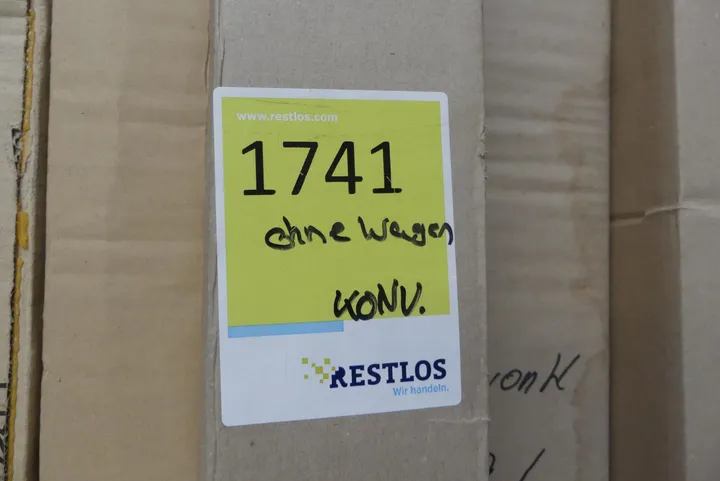 www.restlos.com
1741
ohne Wagen
KONV.
RESTLOS
Wir handeln.